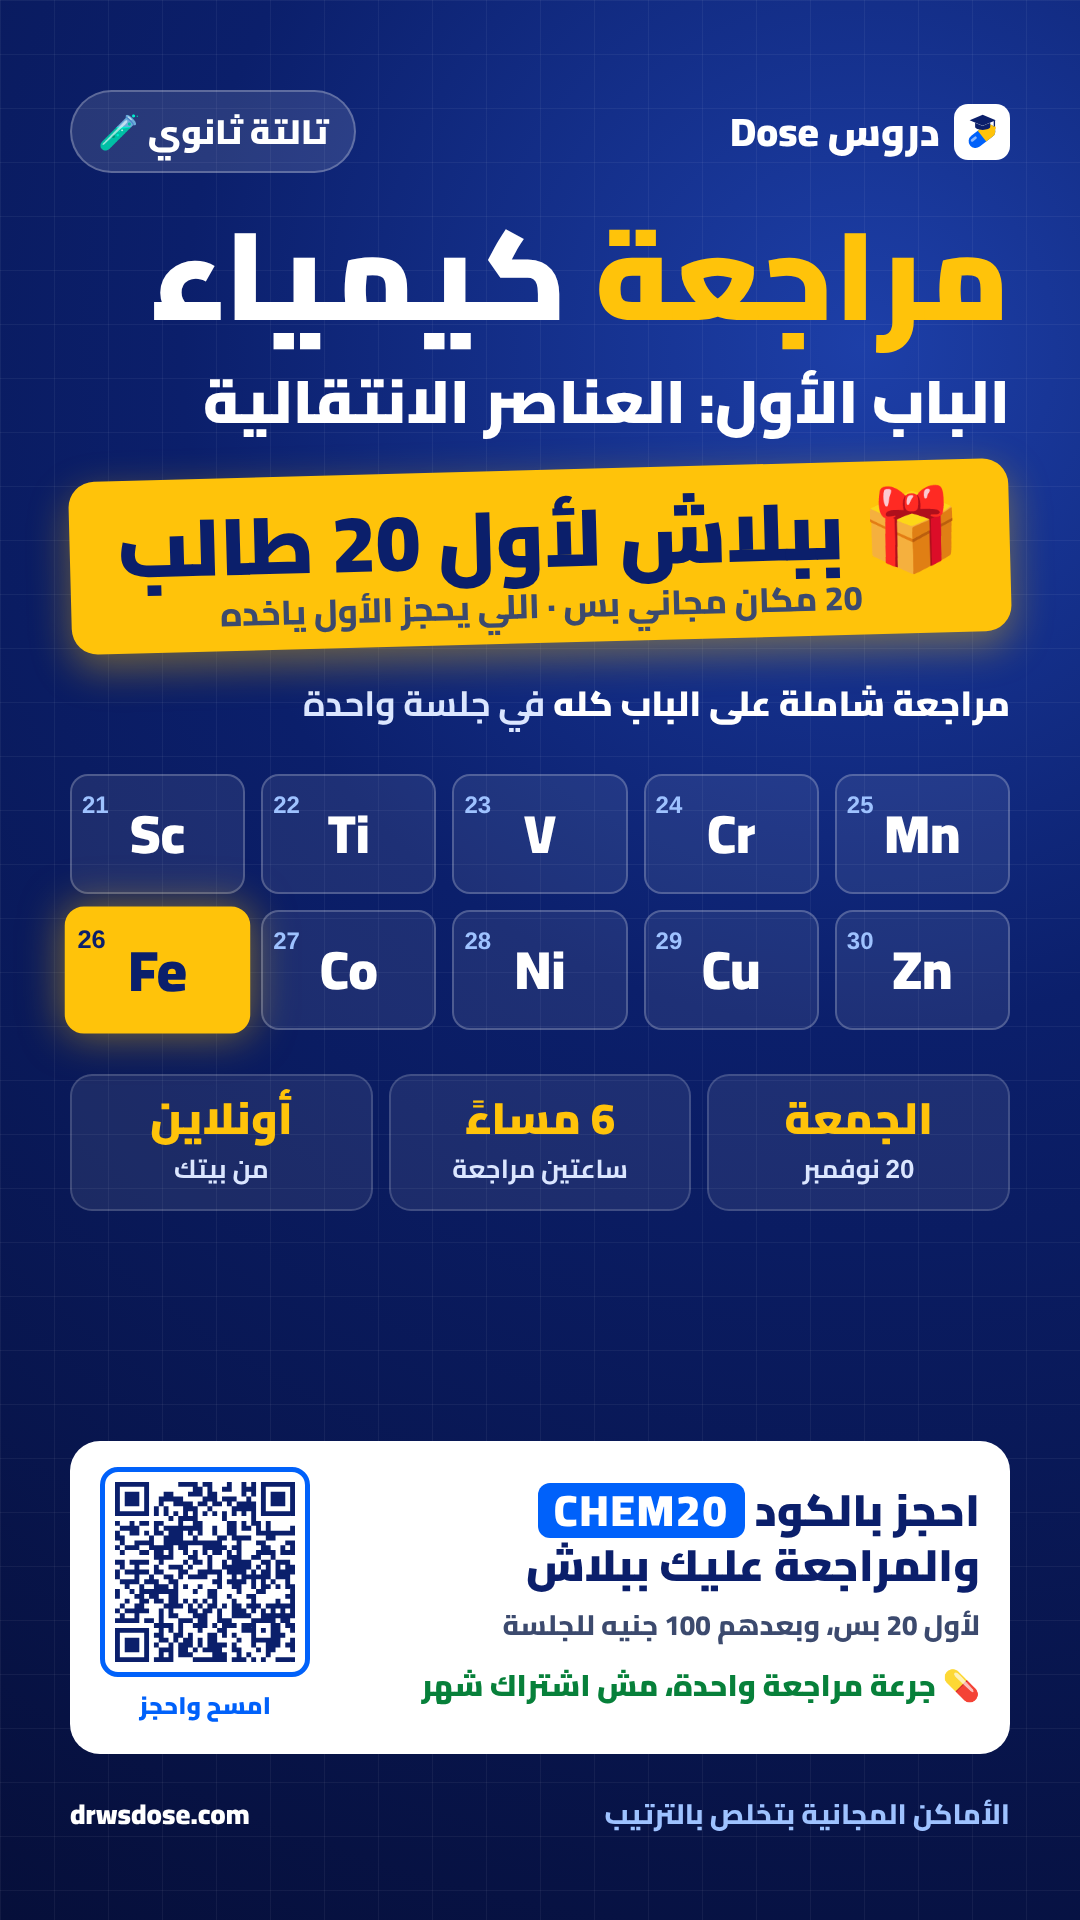 دروس Dose
تالتة ثانوي
مراجعة كيمياء
الباب الأول: العناصر الانتقالية
ببلاش لأول 20 طالب
20 مكان مجاني بس · اللي يحجز الأول ياخده
مراجعة شاملة على الباب كله في جلسة واحدة
21 Sc 22 Ti 23 V 24 Cr 25 Mn
26 Fe 27 Co 28 Ni 29 Cu 30 Zn
الجمعة
20 نوفمبر
6 مساءً
ساعتين مراجعة
أونلاين
من بيتك
احجز بالكود CHEM20
والمراجعة عليك ببلاش
لأول 20 بس، وبعدهم 100 جنيه للجلسة
جرعة مراجعة واحدة، مش اشتراك شهر
امسح واحجز
الأماكن المجانية بتخلص بالترتيب
drwsdose.com